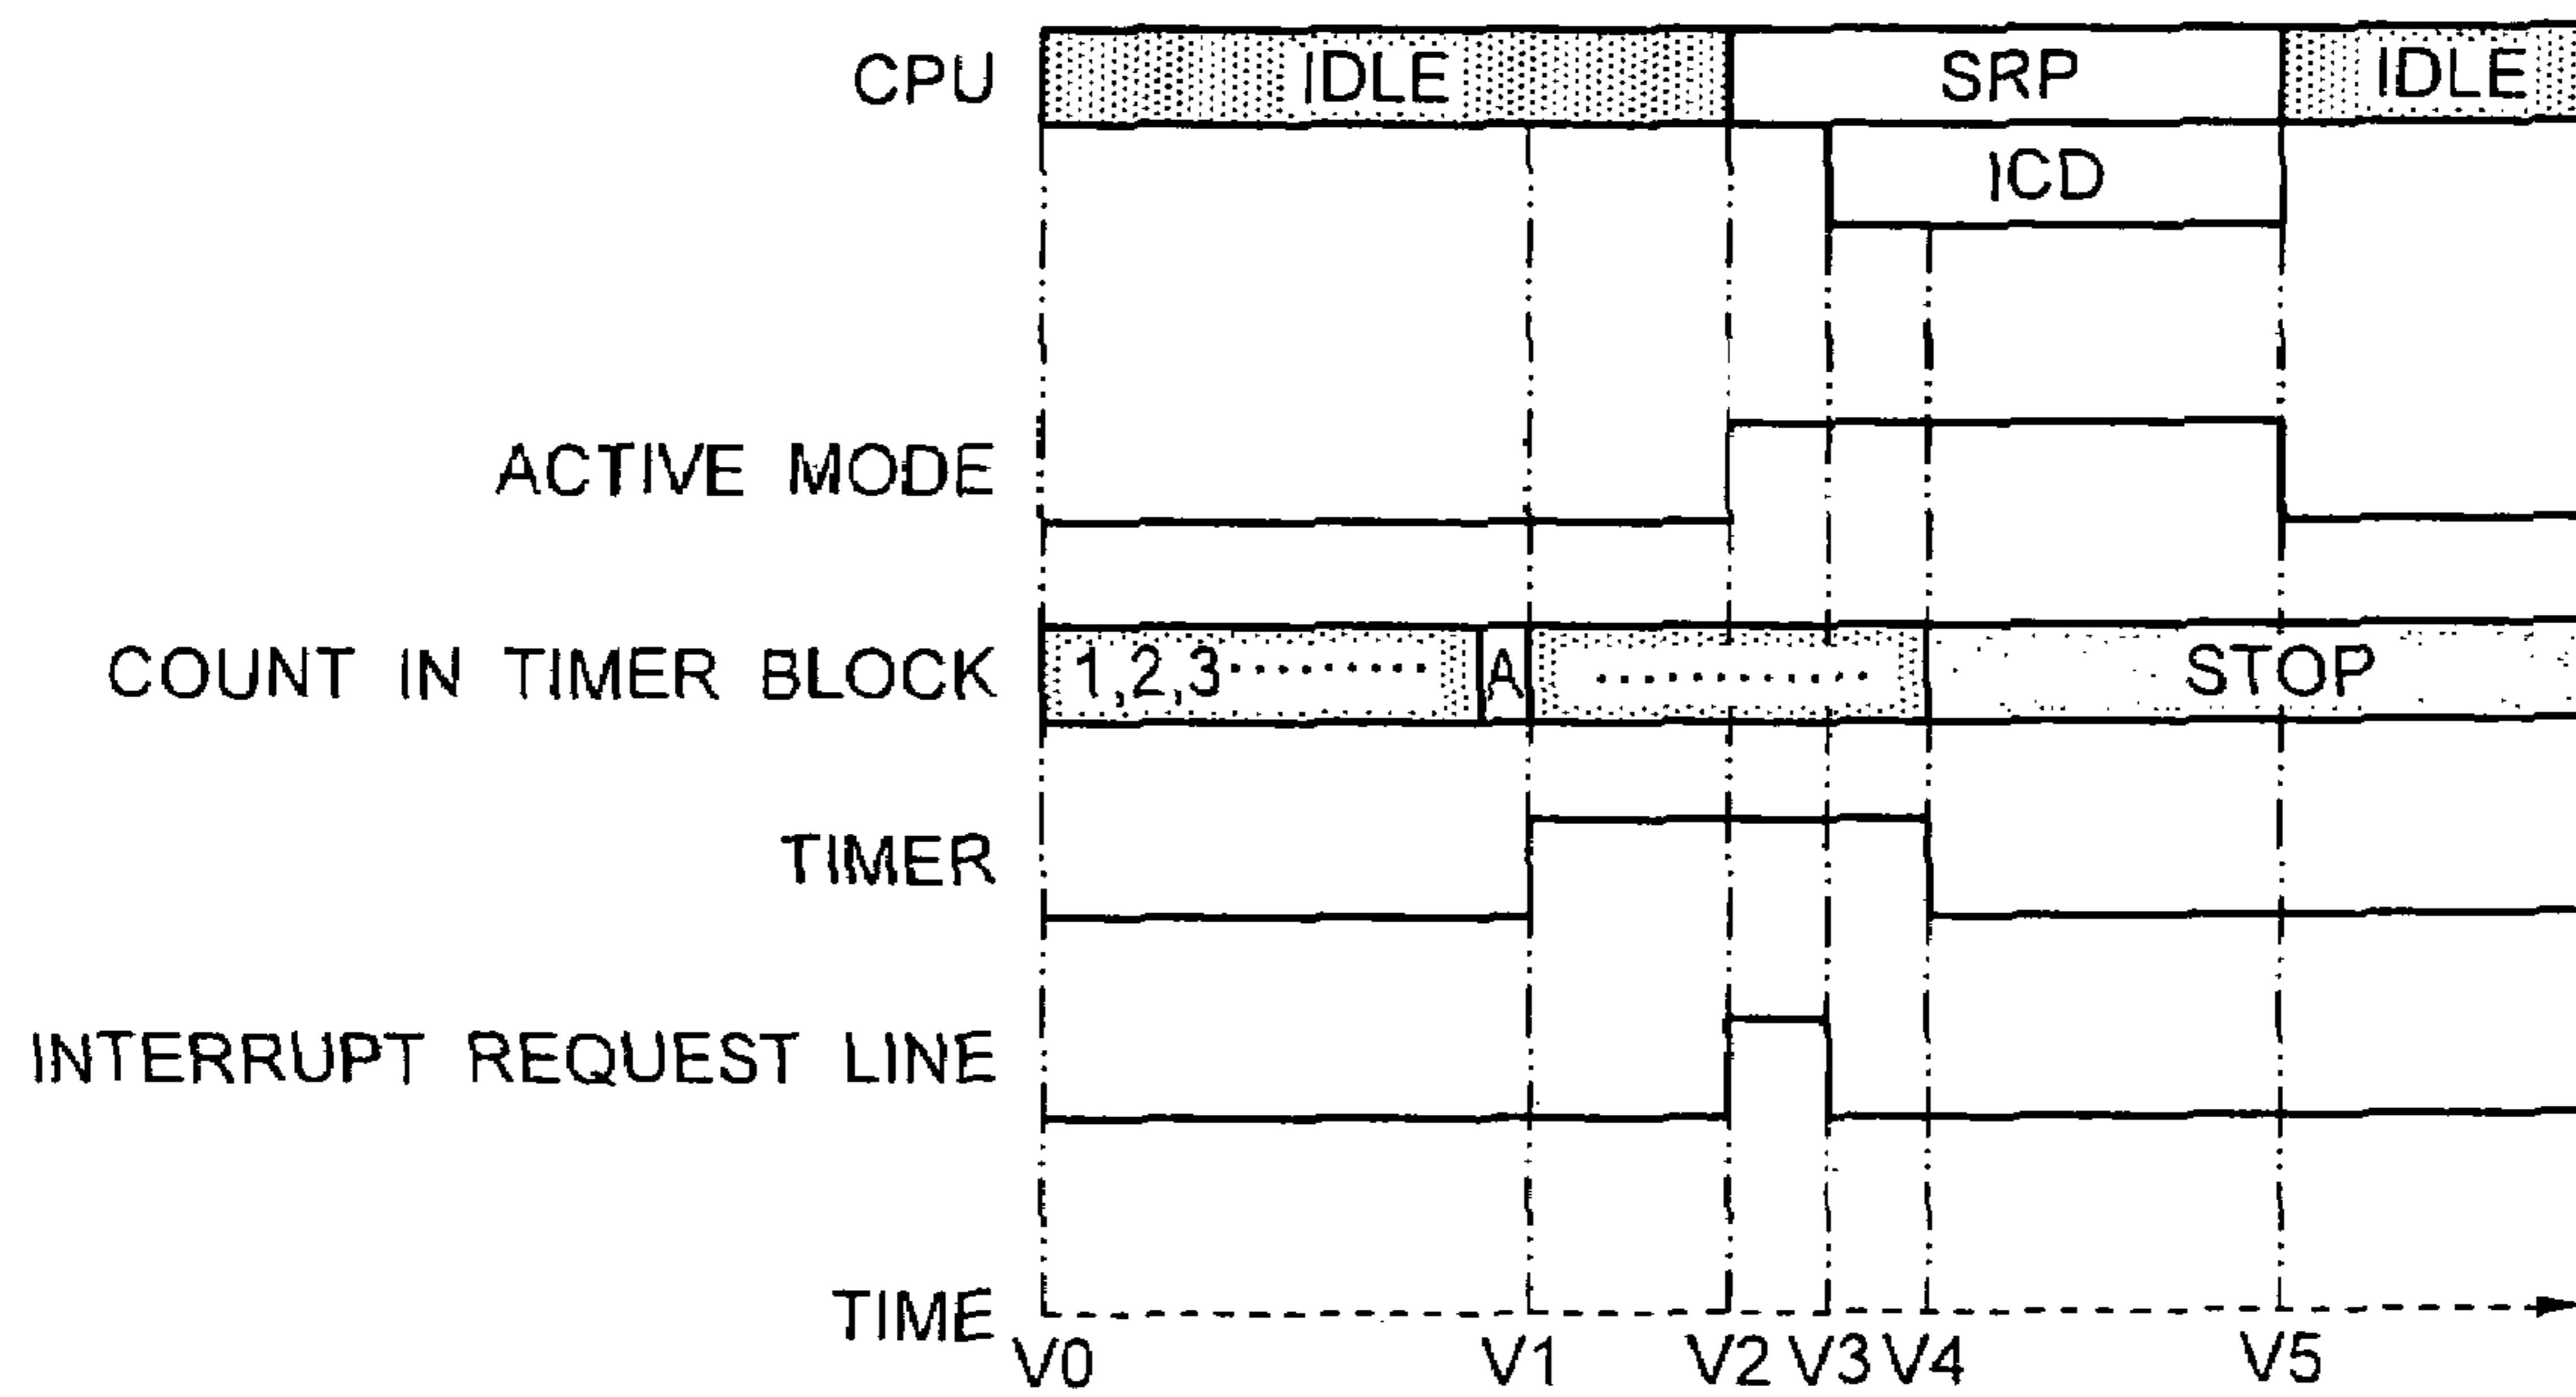 CPU IDLE SRP IDLE
ICD
ACTIVE MODE
COUNT IN TIMER BLOCK 1,2,3········· A ··········· STOP
TIMER
INTERRUPT REQUEST LINE
TIME
V0 V1 V2 V3 V4 V5